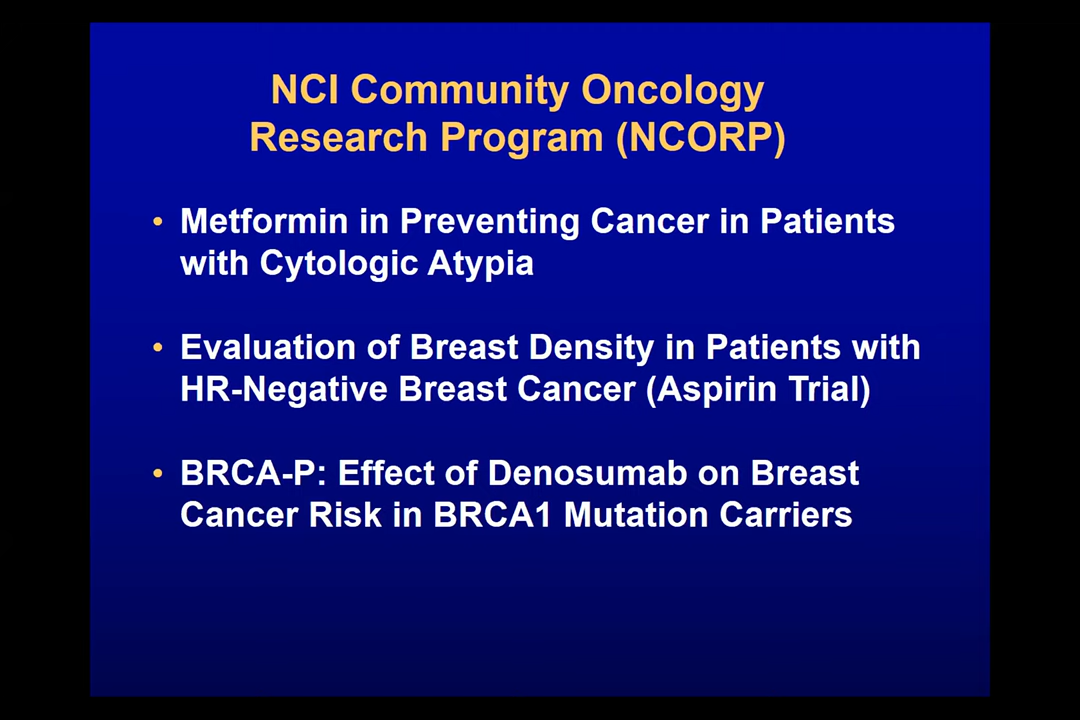 NCI Community Oncology
Research Program (NCORP)
• Metformin in Preventing Cancer in Patients
with Cytologic Atypia
• Evaluation of Breast Density in Patients with
HR-Negative Breast Cancer (Aspirin Trial)
• BRCA-P: Effect of Denosumab on Breast
Cancer Risk in BRCA1 Mutation Carriers